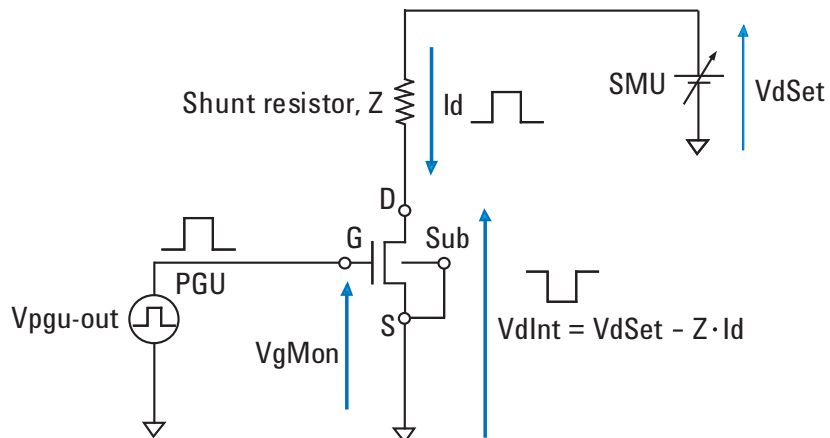 Shunt resistor, Z
Id
SMU
VdSet
D
G
Sub
PGU
Vpgu-out
S
VgMon
VdInt = VdSet – Z·Id